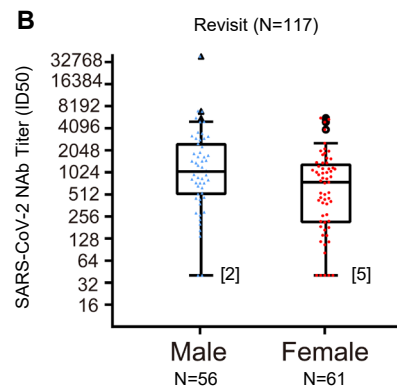 B
Revisit (N=117)
SARS-CoV-2 NAb Titer (ID50)
32768
16384
8192
4096
2048
1024
512
256
128
64
32
16
[2]
[5]
Male
Female
N=56
N=61